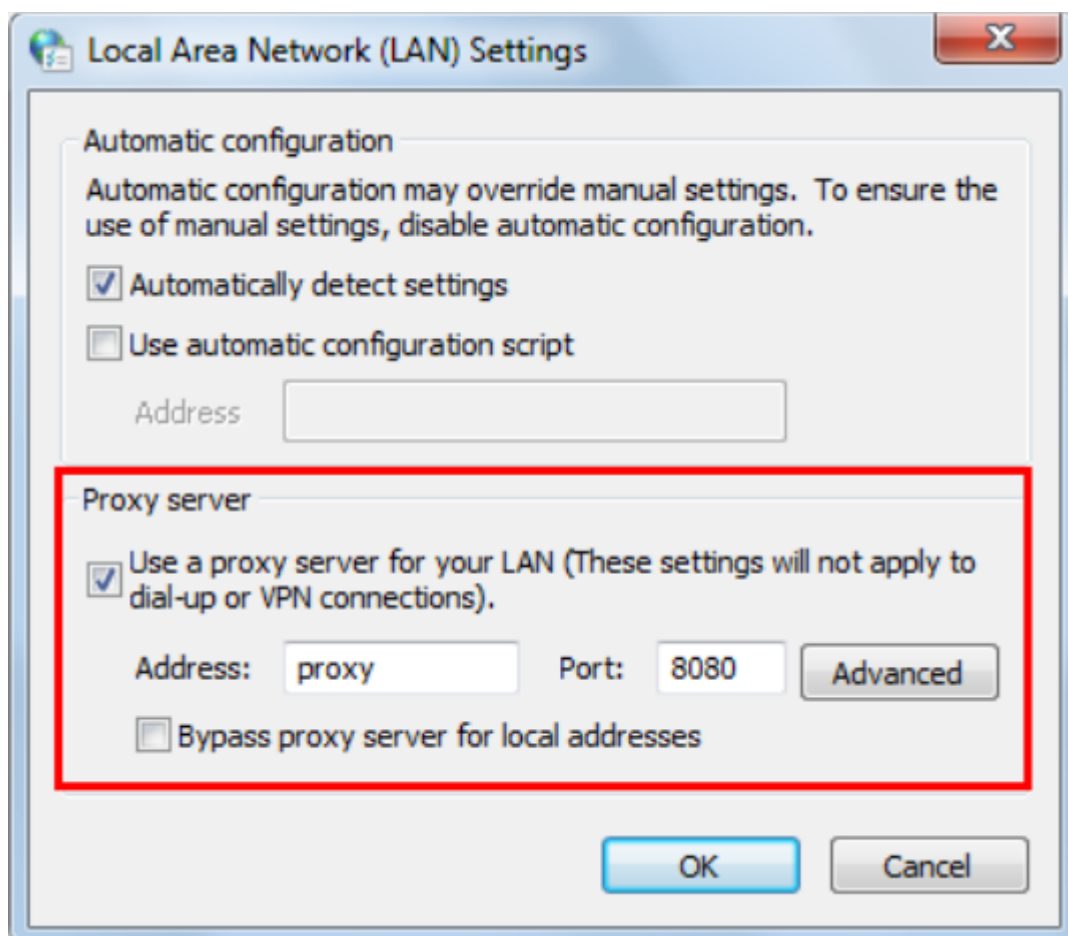 Local Area Network (LAN) Settings
Automatic configuration
Automatic configuration may override manual settings.  To ensure the
use of manual settings, disable automatic configuration.
Automatically detect settings
Use automatic configuration script
Address
Proxy server
Use a proxy server for your LAN (These settings will not apply to
dial-up or VPN connections).
Address: proxy Port: 8080 Advanced
Bypass proxy server for local addresses
OK Cancel